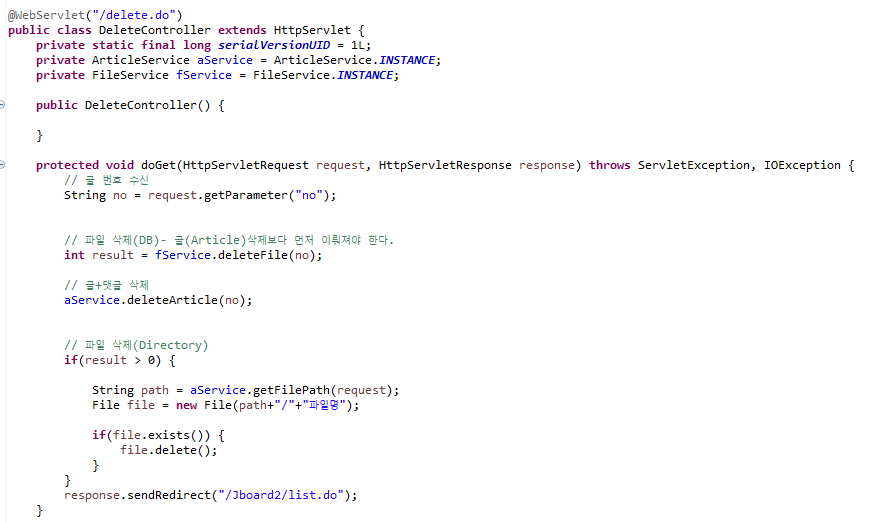 @WebServlet("/delete.do")
public class DeleteController extends HttpServlet {
    private static final long serialVersionUID = 1L;
    private ArticleService aService = ArticleService.INSTANCE;
    private FileService fService = FileService.INSTANCE;

    public DeleteController() {

    }

    protected void doGet(HttpServletRequest request, HttpServletResponse response) throws ServletException, IOException {
        // 글 번호 수신
        String no = request.getParameter("no");


        // 파일 삭제(DB)- 글(Article)삭제보다 먼저 이뤄져야 한다.
        int result = fService.deleteFile(no);

        // 글+댓글 삭제
        aService.deleteArticle(no);


        // 파일 삭제(Directory)
        if(result > 0) {

            String path = aService.getFilePath(request);
            File file = new File(path+"/"+"파일명");

            if(file.exists()) {
                file.delete();
            }
        }
        response.sendRedirect("/Jboard2/list.do");
    }